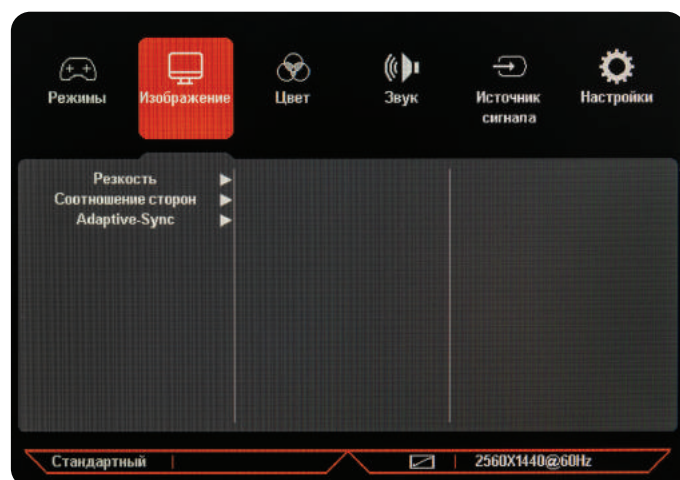 Режимы
Изображение
Цвет
Звук
Источник
сигнала
Настройки
Резкость
Соотношение сторон
Adaptive-Sync
Стандартный
2560X1440@60Hz